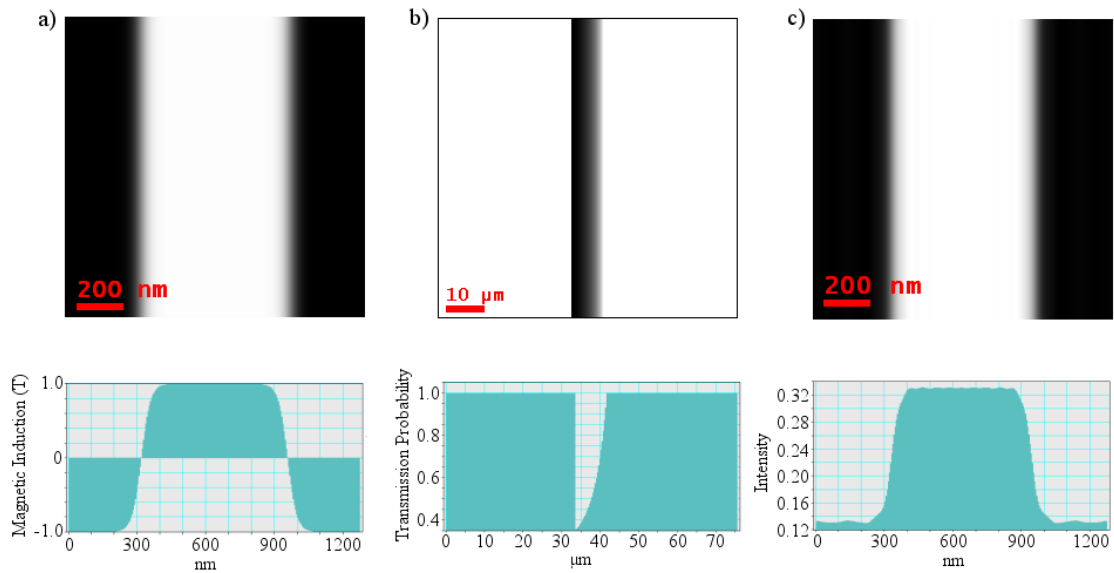 a)
b)
c)
200 nm
10 μm
200 nm
Magnetic Induction (T)
1.0
0
-1.0
0
300
600
900
1200
nm
Transmission Probability
1.0
0.8
0.6
0.4
0
10
20
30
40
50
60
70
μm
Intensity
0.32
0.28
0.24
0.20
0.16
0.12
0
300
600
900
1200
nm